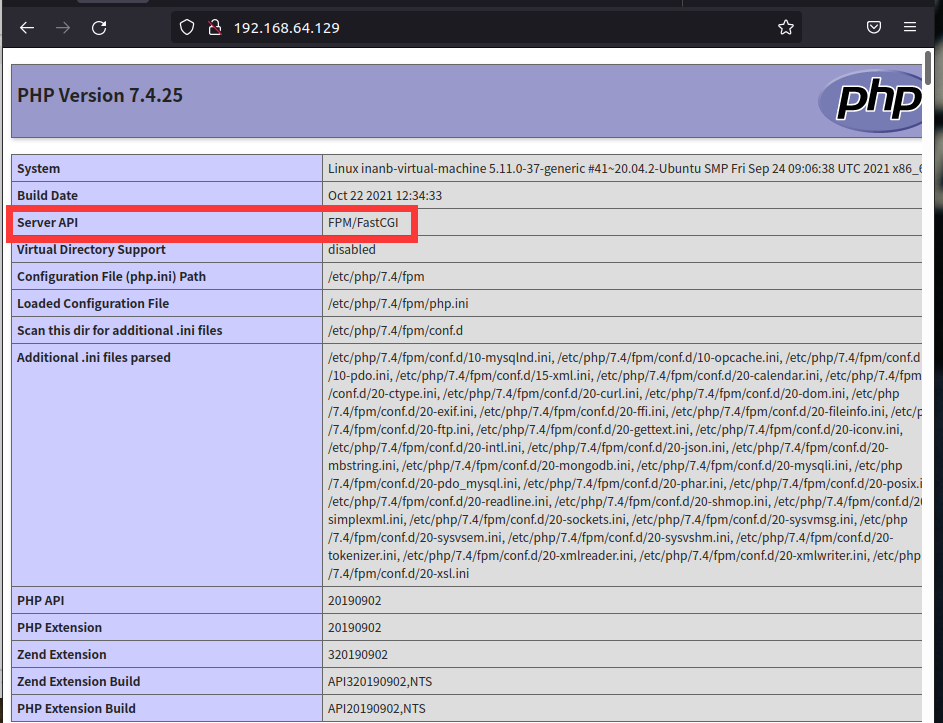 192.168.64.129
PHP Version 7.4.25
php
System Linux inanb-virtual-machine 5.11.0-37-generic #41~20.04.2-Ubuntu SMP Fri Sep 24 09:06:38 UTC 2021 x86_6
Build Date Oct 22 2021 12:34:33
Server API FPM/FastCGI
Virtual Directory Support disabled
Configuration File (php.ini) Path /etc/php/7.4/fpm
Loaded Configuration File /etc/php/7.4/fpm/php.ini
Scan this dir for additional .ini files /etc/php/7.4/fpm/conf.d
Additional .ini files parsed /etc/php/7.4/fpm/conf.d/10-mysqlnd.ini, /etc/php/7.4/fpm/conf.d/10-opcache.ini, /etc/php/7.4/fpm/conf.d
/10-pdo.ini, /etc/php/7.4/fpm/conf.d/15-xml.ini, /etc/php/7.4/fpm/conf.d/20-calendar.ini, /etc/php/7.4/fpm
/conf.d/20-ctype.ini, /etc/php/7.4/fpm/conf.d/20-curl.ini, /etc/php/7.4/fpm/conf.d/20-dom.ini, /etc/php
/7.4/fpm/conf.d/20-exif.ini, /etc/php/7.4/fpm/conf.d/20-ffi.ini, /etc/php/7.4/fpm/conf.d/20-fileinfo.ini, /etc/p
/7.4/fpm/conf.d/20-ftp.ini, /etc/php/7.4/fpm/conf.d/20-gettext.ini, /etc/php/7.4/fpm/conf.d/20-iconv.ini,
/etc/php/7.4/fpm/conf.d/20-intl.ini, /etc/php/7.4/fpm/conf.d/20-json.ini, /etc/php/7.4/fpm/conf.d/20-
mbstring.ini, /etc/php/7.4/fpm/conf.d/20-mongodb.ini, /etc/php/7.4/fpm/conf.d/20-mysqli.ini, /etc/php
/7.4/fpm/conf.d/20-pdo_mysql.ini, /etc/php/7.4/fpm/conf.d/20-phar.ini, /etc/php/7.4/fpm/conf.d/20-posix.i
/etc/php/7.4/fpm/conf.d/20-readline.ini, /etc/php/7.4/fpm/conf.d/20-shmop.ini, /etc/php/7.4/fpm/conf.d/20
simplexml.ini, /etc/php/7.4/fpm/conf.d/20-sockets.ini, /etc/php/7.4/fpm/conf.d/20-sysvmsg.ini, /etc/php
/7.4/fpm/conf.d/20-sysvsem.ini, /etc/php/7.4/fpm/conf.d/20-sysvshm.ini, /etc/php/7.4/fpm/conf.d/20-
tokenizer.ini, /etc/php/7.4/fpm/conf.d/20-xmlreader.ini, /etc/php/7.4/fpm/conf.d/20-xmlwriter.ini, /etc/php
/7.4/fpm/conf.d/20-xsl.ini
PHP API 20190902
PHP Extension 20190902
Zend Extension 320190902
Zend Extension Build API320190902,NTS
PHP Extension Build API20190902,NTS